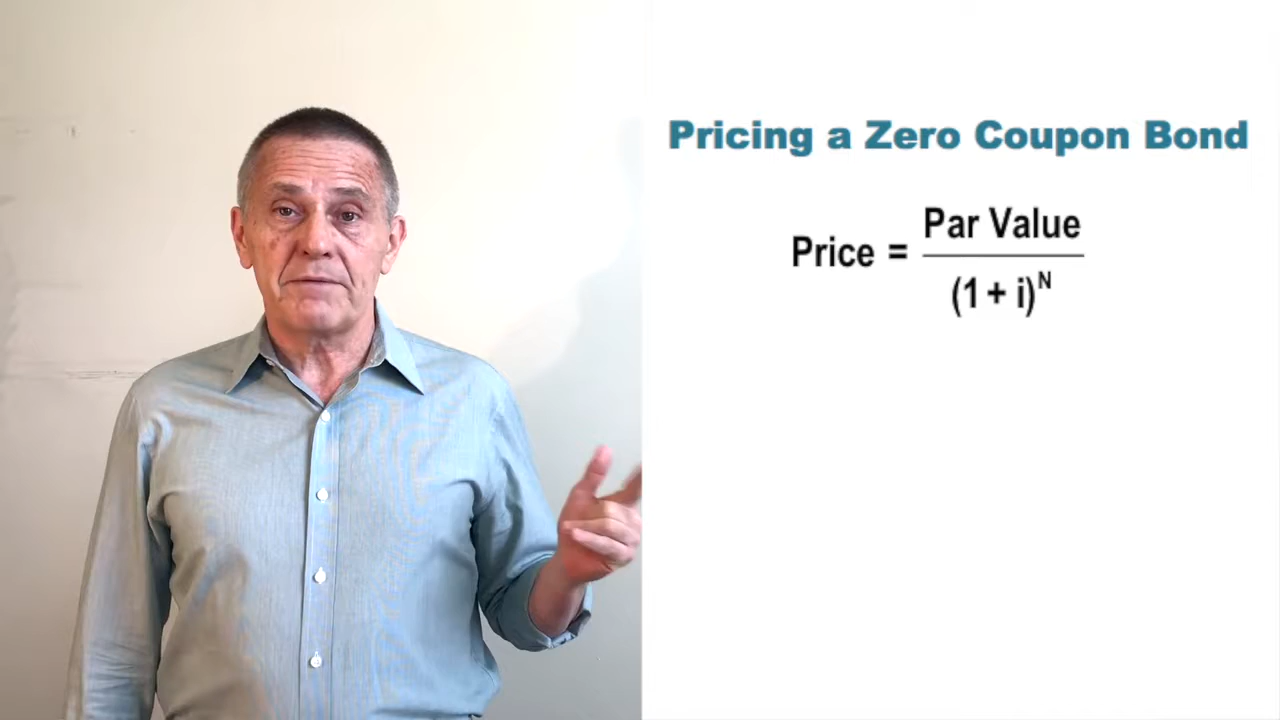 Pricing a Zero Coupon Bond
Par Value
Price =
(1 + i)^N